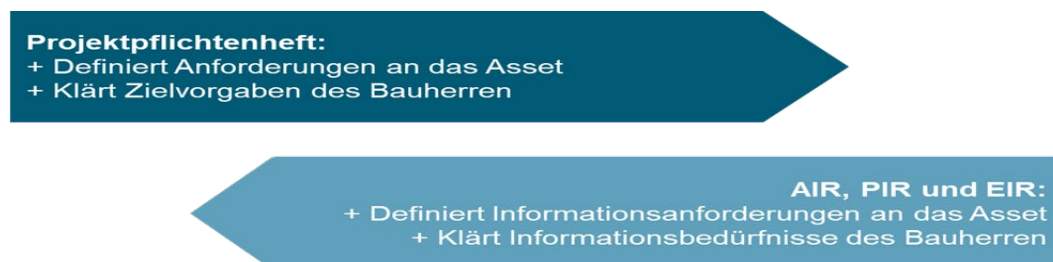 Projektpflichtenheft:
+ Definiert Anforderungen an das Asset
+ Klärt Zielvorgaben des Bauherren
AIR, PIR und EIR:
+ Definiert Informationsanforderungen an das Asset
+ Klärt Informationsbedürfnisse des Bauherren